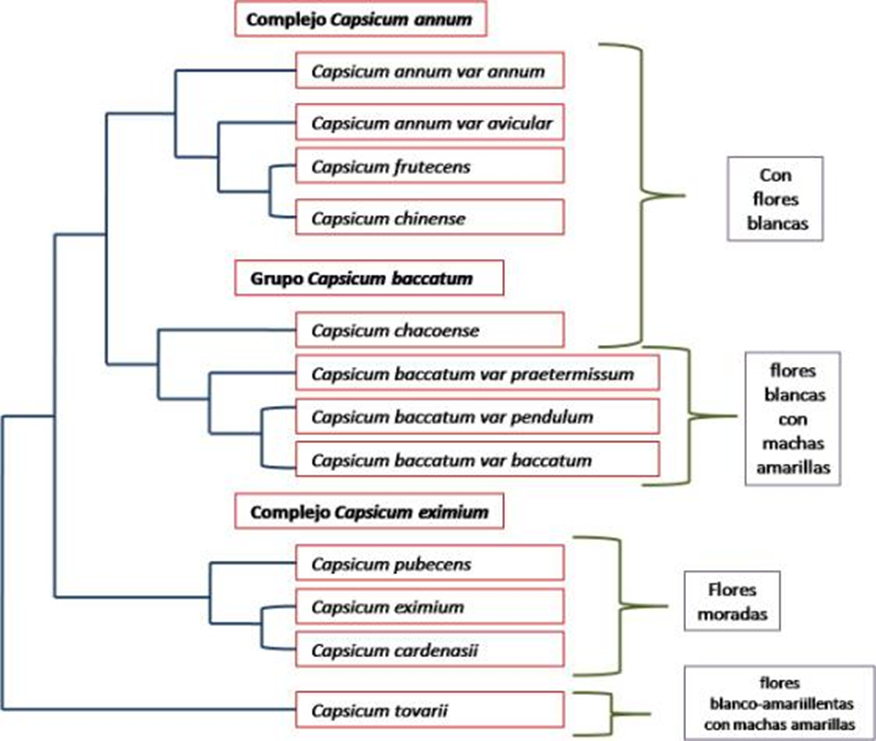 Complejo Capsicum annum
Capsicum annum var annum
Capsicum annum var avicular
Capsicum frutecens
Capsicum chinense
Con
flores
blancas
Grupo Capsicum baccatum
Capsicum chacoense
Capsicum baccatum var praetermissum
Capsicum baccatum var pendulum
Capsicum baccatum var baccatum
flores
blancas
con
machas
amarillas
Complejo Capsicum eximium
Capsicum pubecens
Capsicum eximium
Capsicum cardenasii
Flores
moradas
Capsicum tovarii
flores
blanco-amariillentas
con machas amarillas